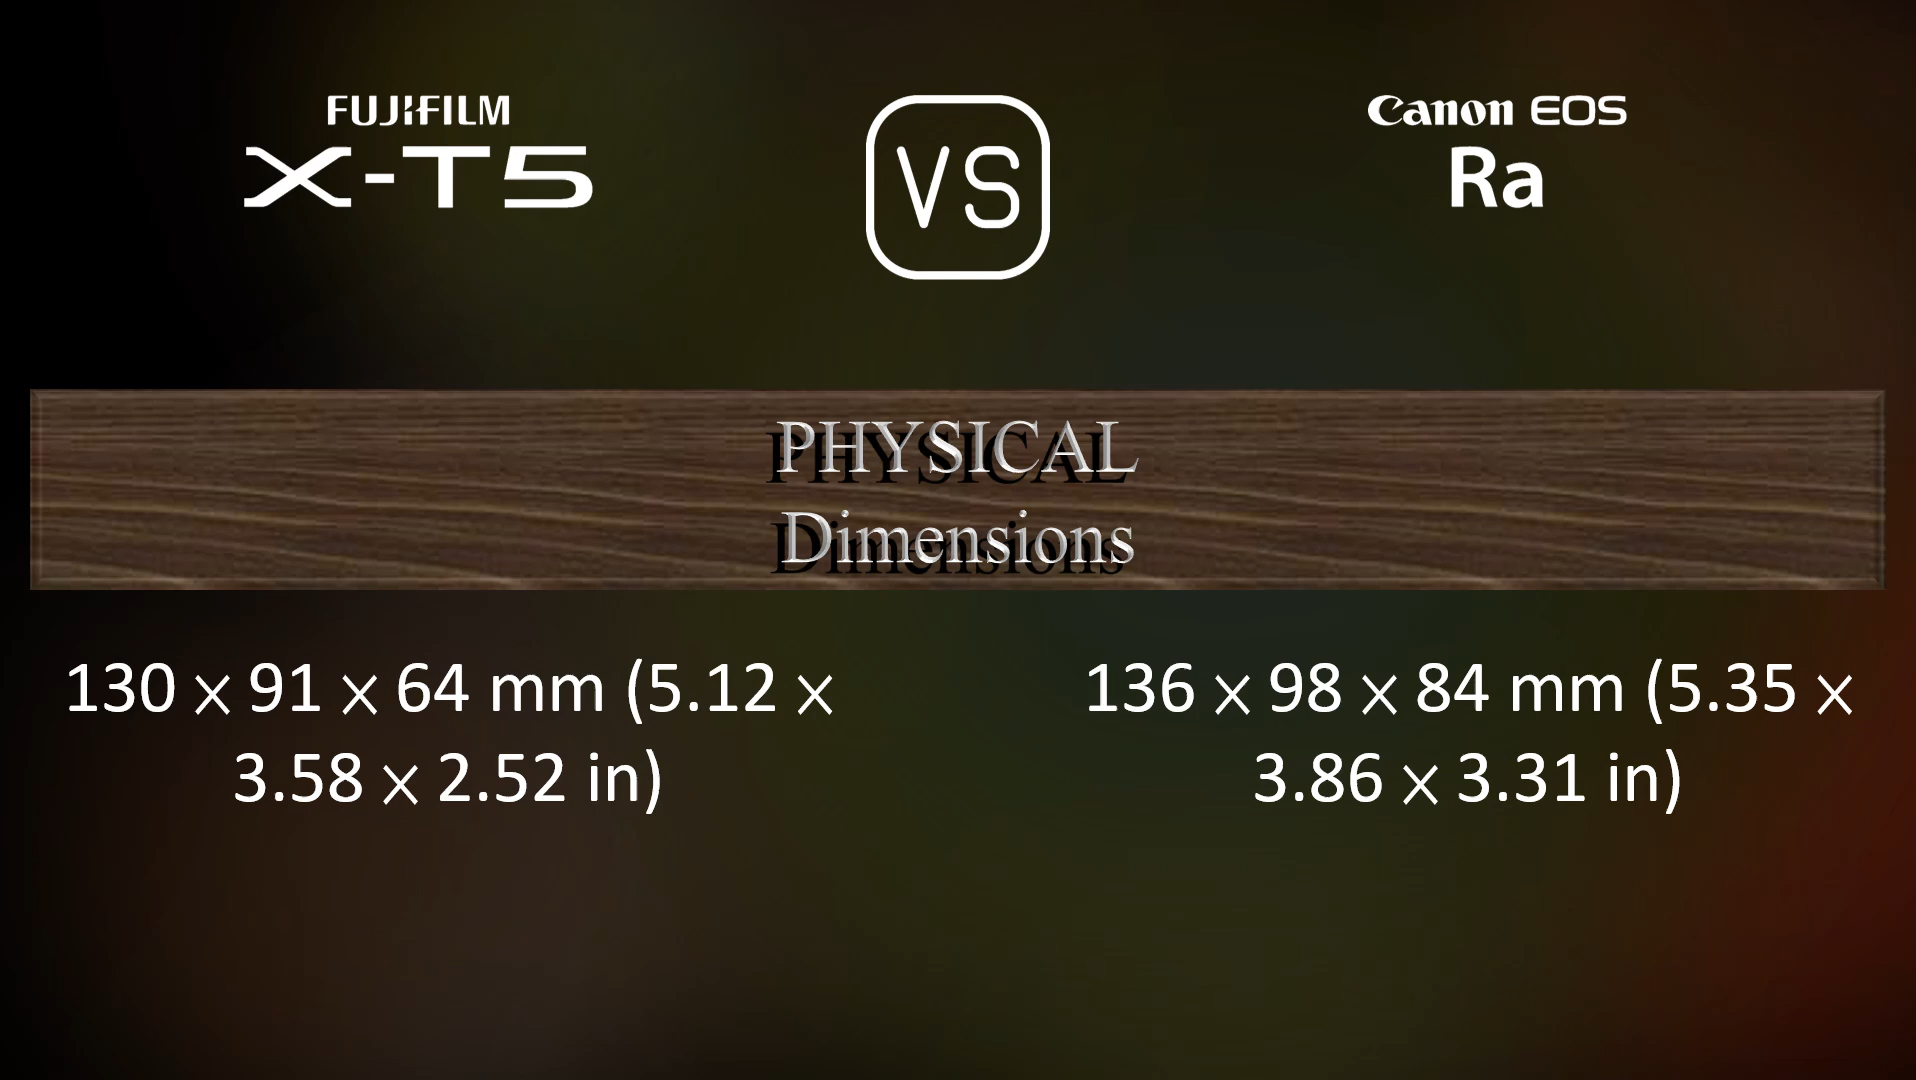 FUJIFILM
X-T5
VS
Canon EOS
Ra
PHYSICAL
Dimensions
130 x 91 x 64 mm (5.12 x
3.58 x 2.52 in)
136 x 98 x 84 mm (5.35 x
3.86 x 3.31 in)